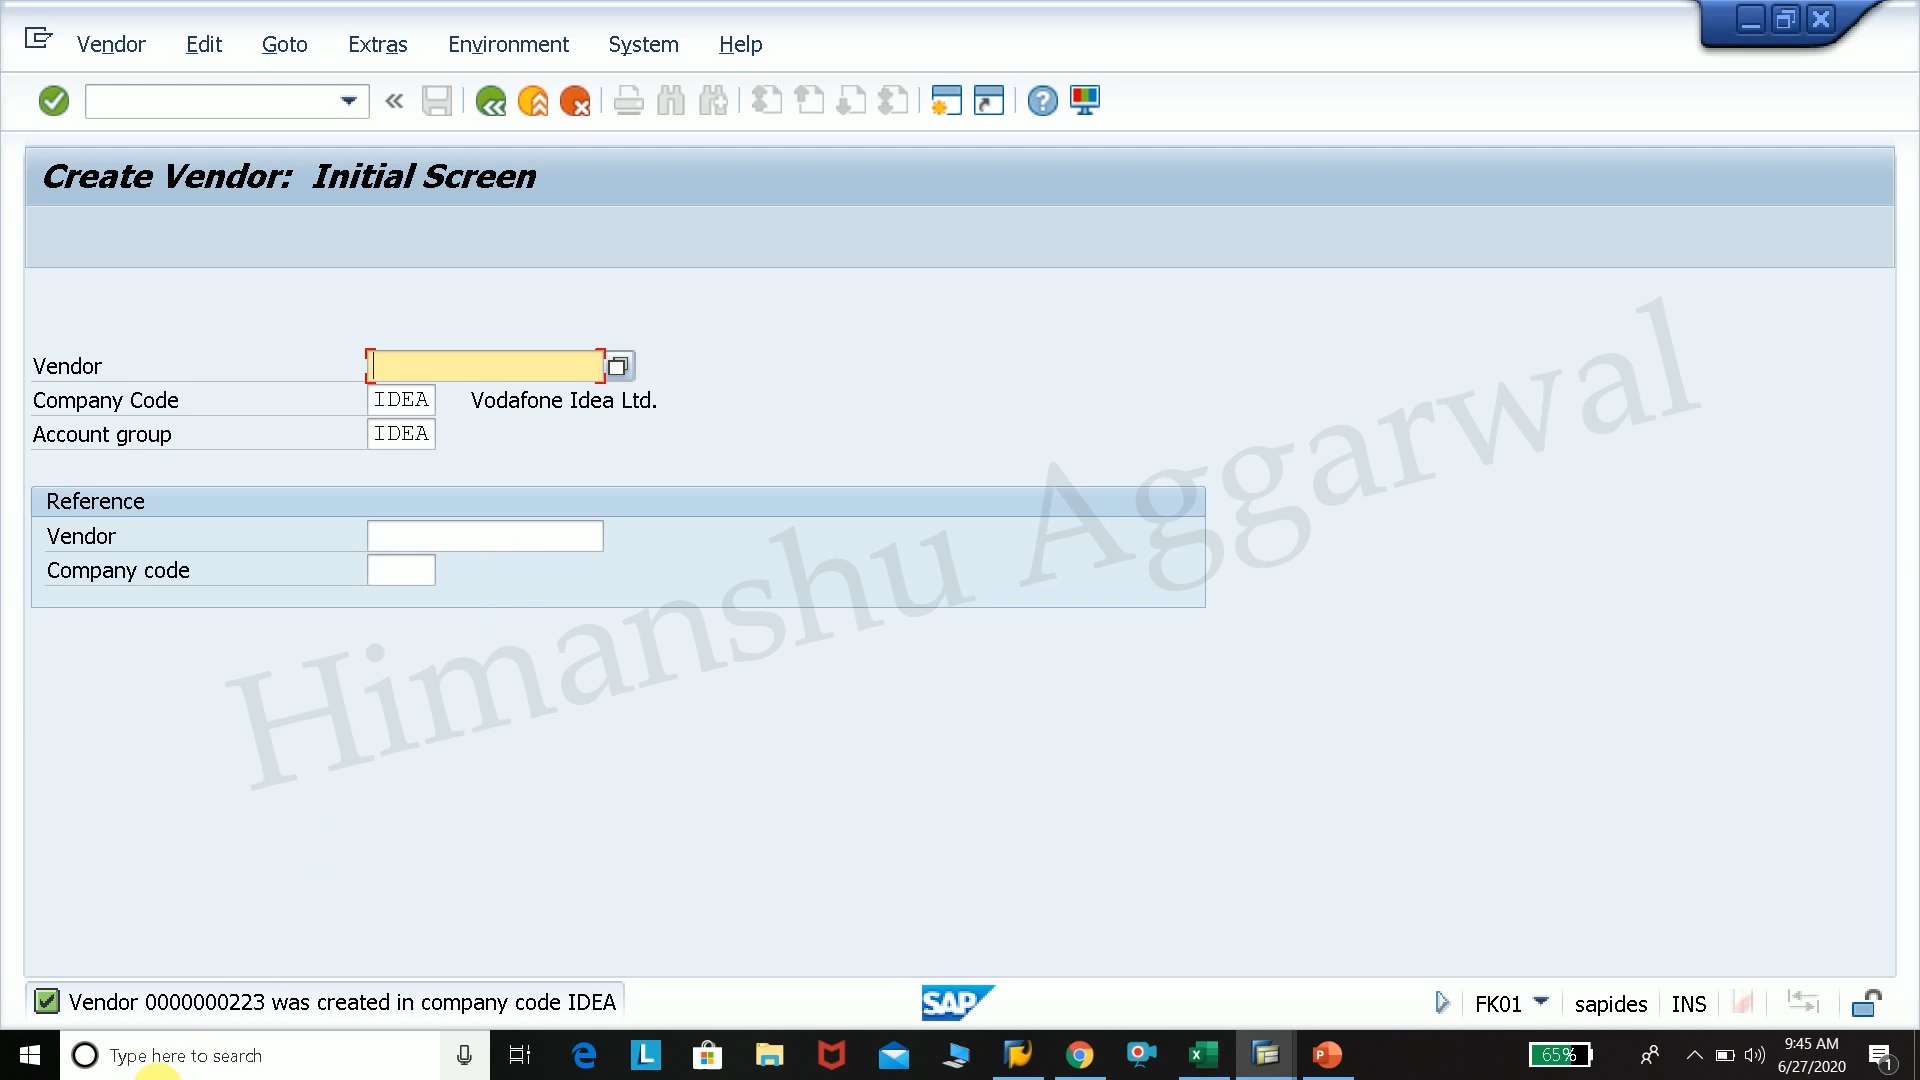 Vendor Edit Goto Extras Environment System Help
Create Vendor: Initial Screen
Vendor
Company Code IDEA Vodafone Idea Ltd.
Account group IDEA
Reference
Vendor
Company code
Himanshu Aggarwal
Vendor 0000000223 was created in company code IDEA
SAP
FK01 sapides INS
Type here to search
65%
9:45 AM
6/27/2020
1